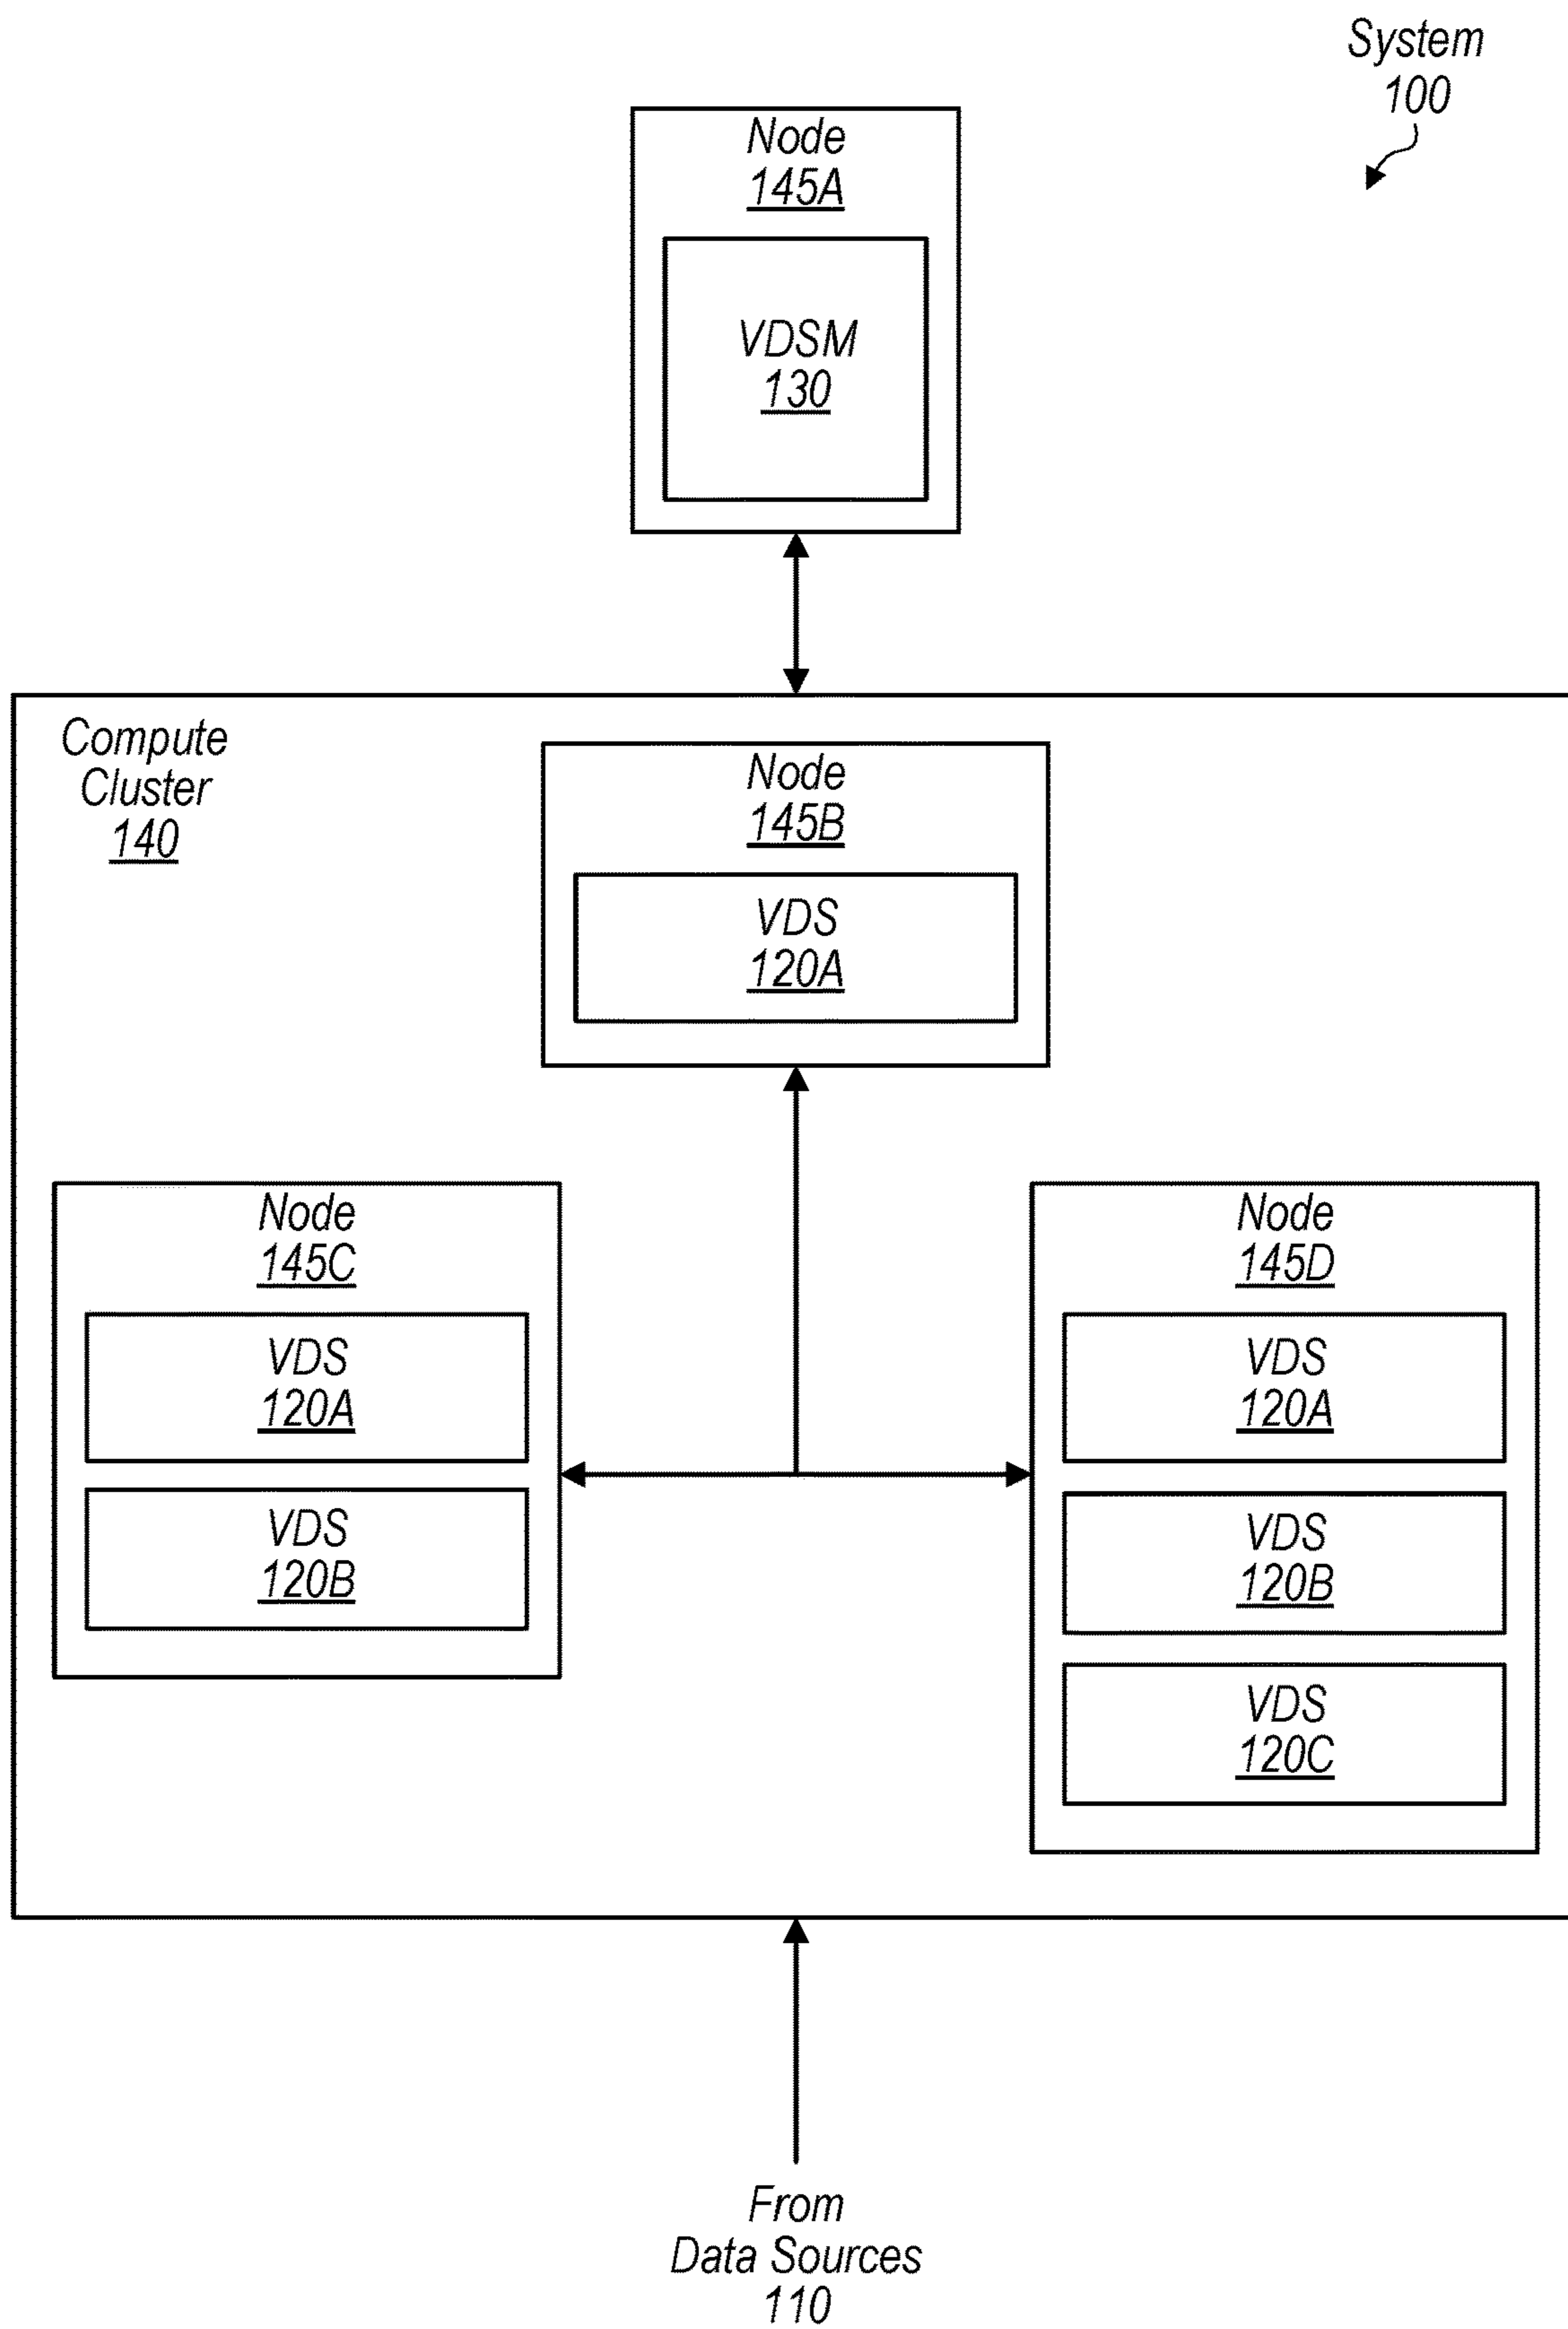 System
100
Node
145A
VDSM
130
Compute
Cluster
140
Node
145B
VDS
120A
Node
145C
VDS
120A
VDS
120B
Node
145D
VDS
120A
VDS
120B
VDS
120C
From
Data Sources
110